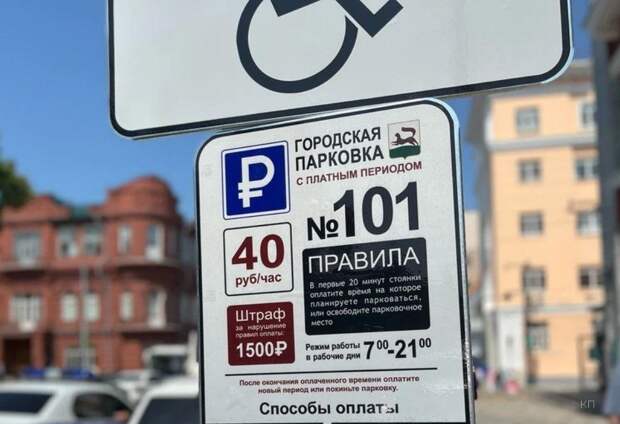 ГОРОДСКАЯ
ПАРКОВКА
С ПЛАТНЫМ ПЕРИОДОМ
₽
№101
40
руб/час
ПРАВИЛА
В первые 20 минут стоянки
оплатите время на которое
планируете парковаться,
или освободите парковочное
место
Штраф
за нарушение
правил оплаты:
1500₽
Режим работы
в рабочие дни 7⁰⁰-21⁰⁰
После окончания оплаченного времени оплатите
новый период или покиньте парковку.
Способы оплаты
КП